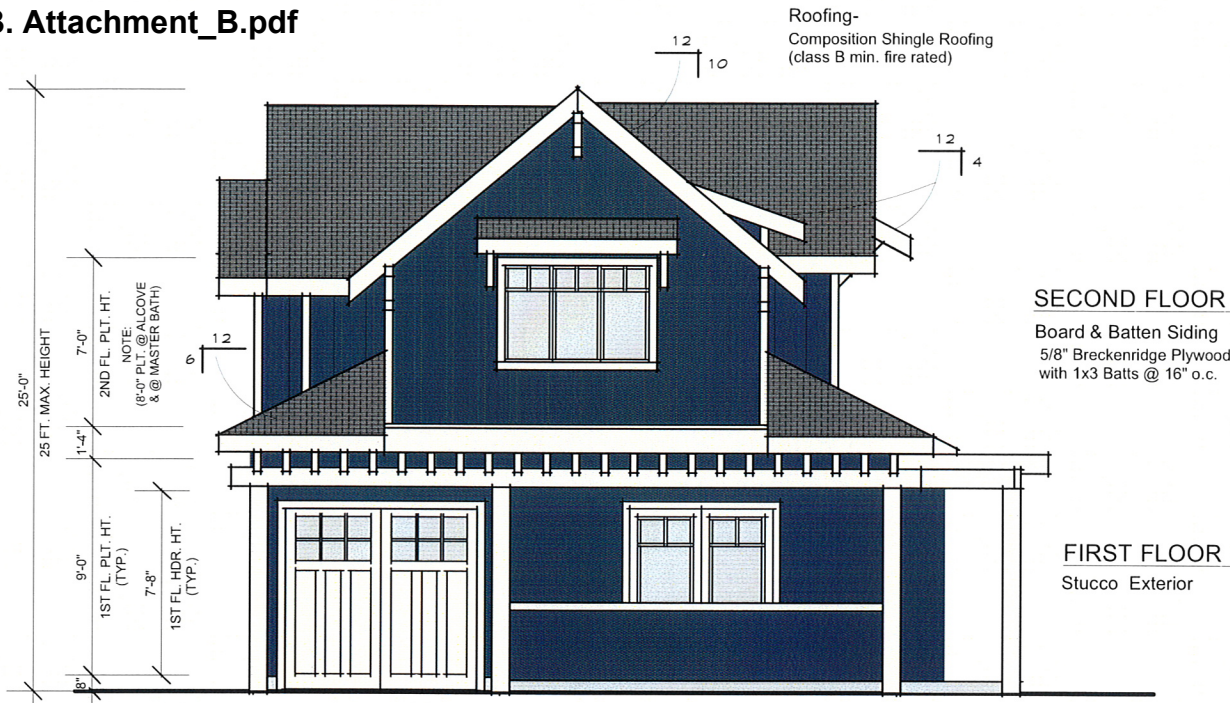 3. Attachment_B.pdf
Roofing-
Composition Shingle Roofing
(class B min. fire rated)
12
10
12
4
12
6
25'-0"
25 FT. MAX. HEIGHT
7'-0"
2ND FL. PLT. HT.
NOTE:
(8'-0" PLT. @ ALCOVE
& @ MASTER BATH)
1'-4"
9'-0"
1ST FL. PLT. HT.
(TYP.)
7'-8"
1ST FL. HDR. HT.
(TYP.)
8"
SECOND FLOOR
Board & Batten Siding
5/8" Breckenridge Plywood
with 1x3 Batts @ 16" o.c.
FIRST FLOOR
Stucco Exterior